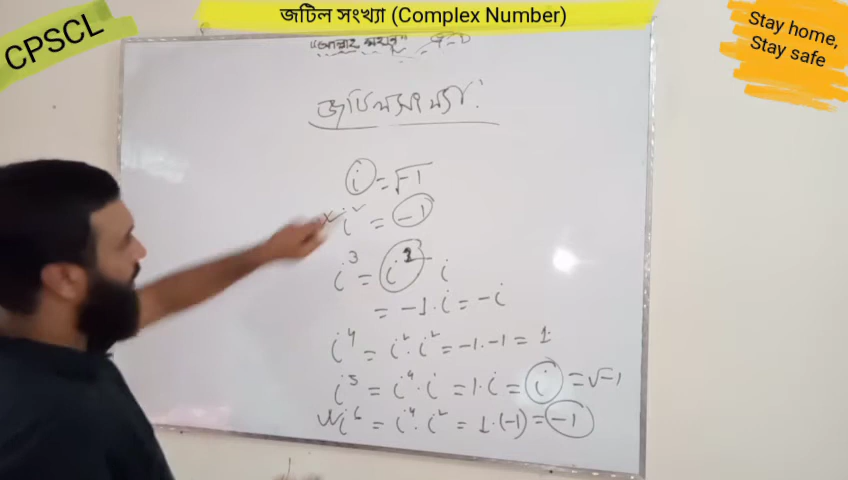 CPSCL
জটিল সংখ্যা (Complex Number)
Stay home,
Stay safe
জটিল সংখ্যা:
i = √-1
i² = -1
i³ = i² i
= -1 · i = -i
i⁴ = i² · i² = -1 · -1 = 1
i⁵ = i⁴ · i = 1 · i = i = √-1
i⁶ = i⁴ · i² = 1 · (-1) = -1